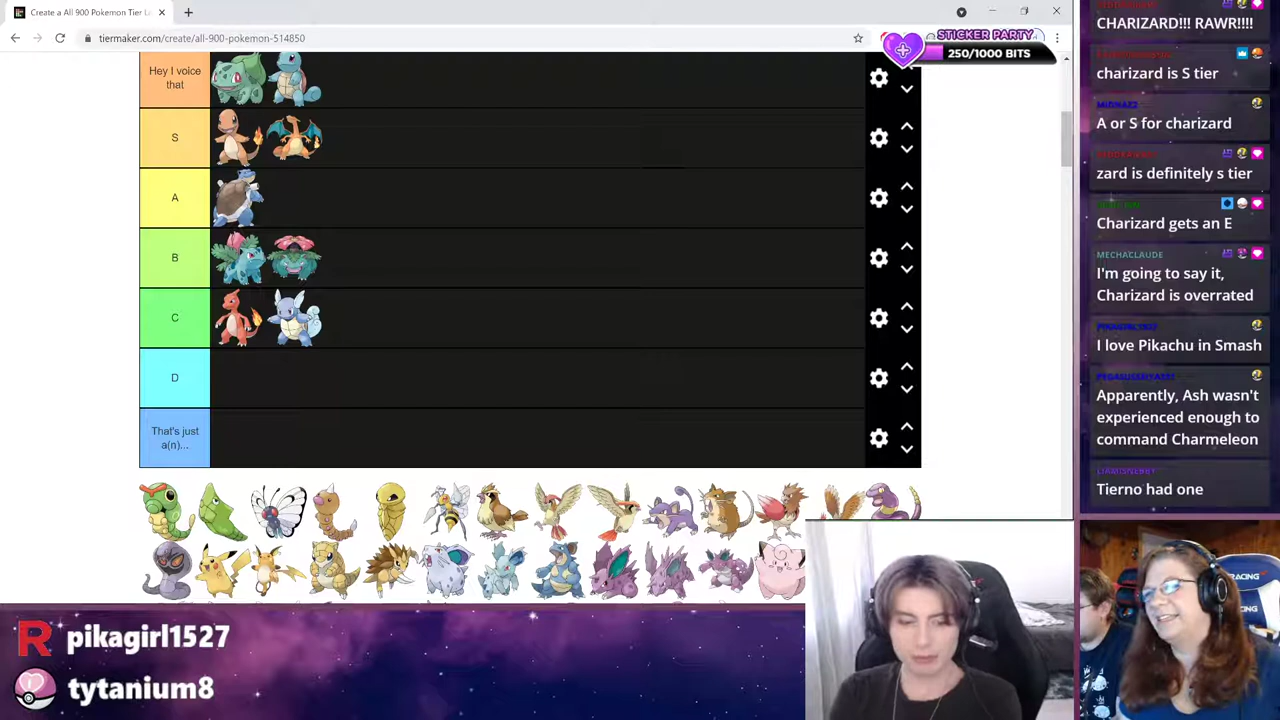 Create a All 900 Pokemon Tier Li
tiermaker.com/create/all-900-pokemon-514850
STICKER PARTY
250/1000 BITS
Hey I voice
that
S
A
B
C
D
That's just
a(n)...
CHARIZARD!!! RAWR!!!!
charizard is S tier
A or S for charizard
zard is definitely s tier
Charizard gets an E
MECHACLAUDE
I'm going to say it,
Charizard is overrated
I love Pikachu in Smash
Apparently, Ash wasn't
experienced enough to
command Charmeleon
Tierno had one
RACING
RACING
R pikagirl1527
tytanium8